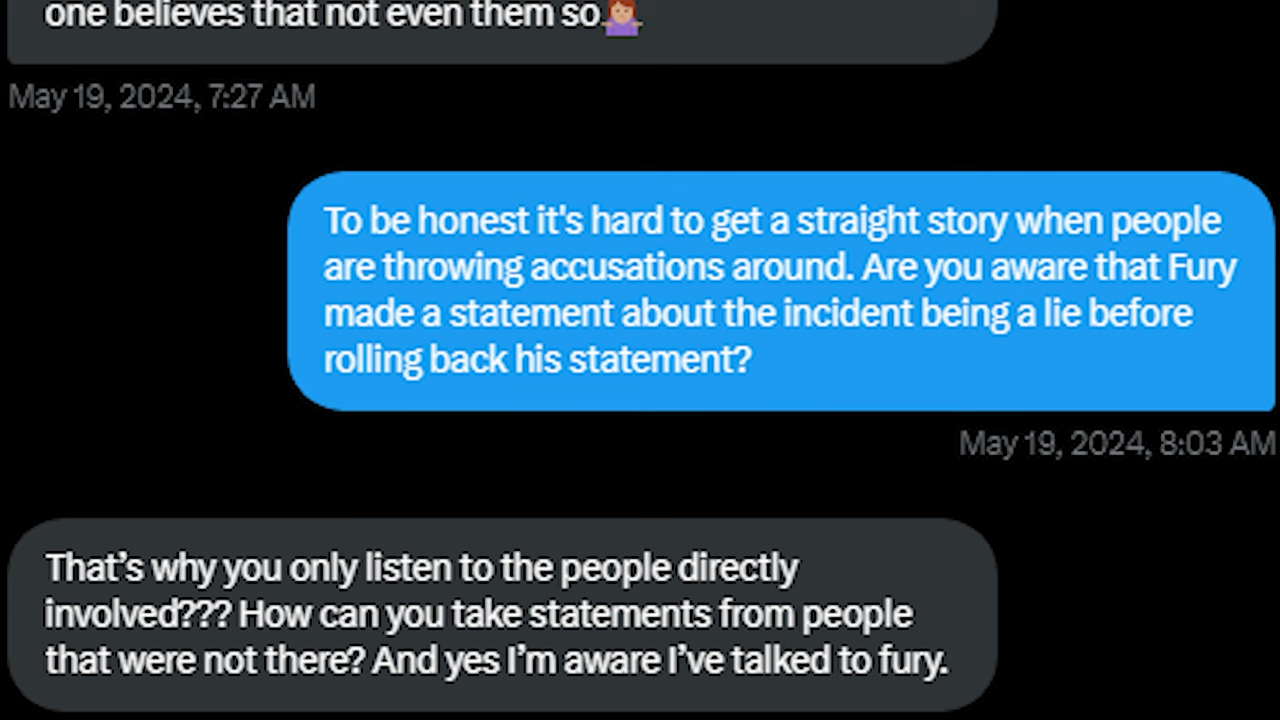 one believes that not even them so🤷🏽‍♀️
May 19, 2024, 7:27 AM
To be honest it's hard to get a straight story when people
are throwing accusations around. Are you aware that Fury
made a statement about the incident being a lie before
rolling back his statement?
May 19, 2024, 8:03 AM
That’s why you only listen to the people directly
involved??? How can you take statements from people
that were not there? And yes I’m aware I’ve talked to fury.